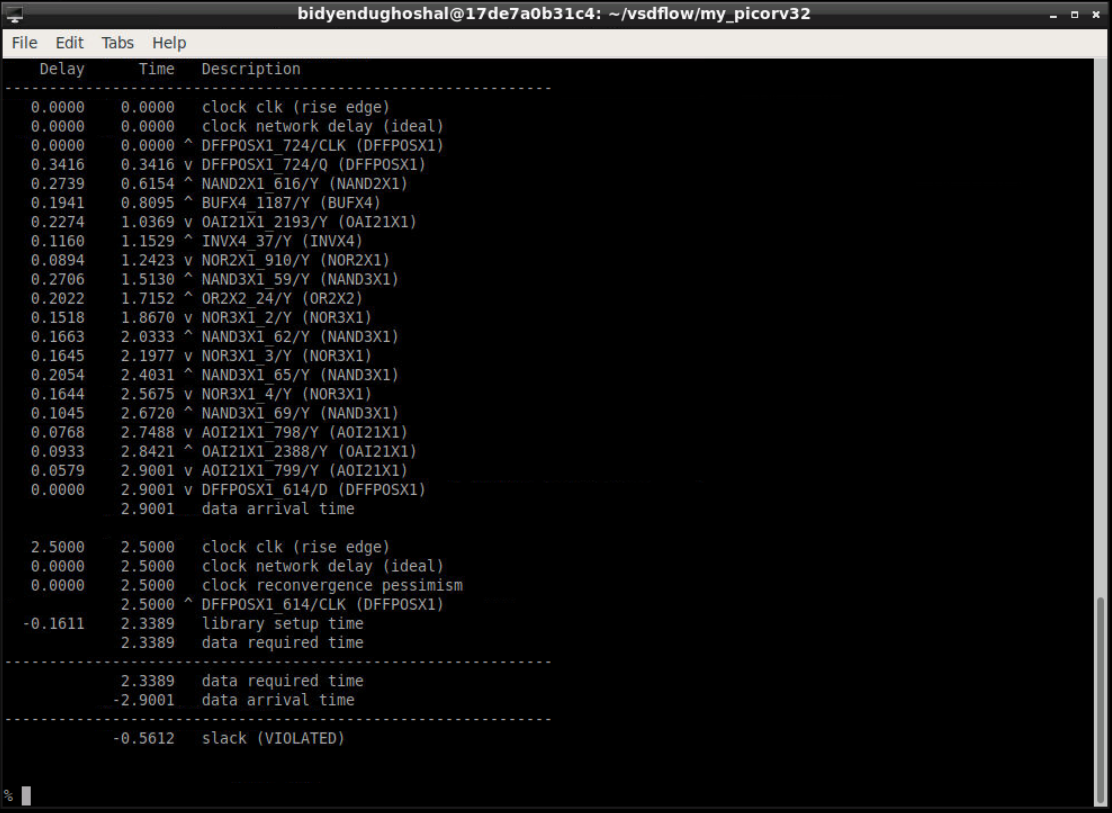 bidyendughoshal@17de7a0b31c4: ~/vsdflow/my_picorv32
File Edit Tabs Help
Delay Time Description
-------------------------------------------------------------
0.0000 0.0000 clock clk (rise edge)
0.0000 0.0000 clock network delay (ideal)
0.0000 0.0000 ^ DFFPOSX1_724/CLK (DFFPOSX1)
0.3416 0.3416 v DFFPOSX1_724/Q (DFFPOSX1)
0.2739 0.6154 ^ NAND2X1_616/Y (NAND2X1)
0.1941 0.8095 ^ BUFX4_1187/Y (BUFX4)
0.2274 1.0369 v OAI21X1_2193/Y (OAI21X1)
0.1160 1.1529 ^ INVX4_37/Y (INVX4)
0.0894 1.2423 v NOR2X1_910/Y (NOR2X1)
0.2706 1.5130 ^ NAND3X1_59/Y (NAND3X1)
0.2022 1.7152 ^ OR2X2_24/Y (OR2X2)
0.1518 1.8670 v NOR3X1_2/Y (NOR3X1)
0.1663 2.0333 ^ NAND3X1_62/Y (NAND3X1)
0.1645 2.1977 v NOR3X1_3/Y (NOR3X1)
0.2054 2.4031 ^ NAND3X1_65/Y (NAND3X1)
0.1644 2.5675 v NOR3X1_4/Y (NOR3X1)
0.1045 2.6720 ^ NAND3X1_69/Y (NAND3X1)
0.0768 2.7488 v AOI21X1_798/Y (AOI21X1)
0.0933 2.8421 ^ OAI21X1_2388/Y (OAI21X1)
0.0579 2.9001 v AOI21X1_799/Y (AOI21X1)
0.0000 2.9001 v DFFPOSX1_614/D (DFFPOSX1)
2.9001 data arrival time
2.5000 2.5000 clock clk (rise edge)
0.0000 2.5000 clock network delay (ideal)
0.0000 2.5000 clock reconvergence pessimism
2.5000 ^ DFFPOSX1_614/CLK (DFFPOSX1)
-0.1611 2.3389 library setup time
2.3389 data required time
-------------------------------------------------------------
2.3389 data required time
-2.9001 data arrival time
-------------------------------------------------------------
-0.5612 slack (VIOLATED)
%